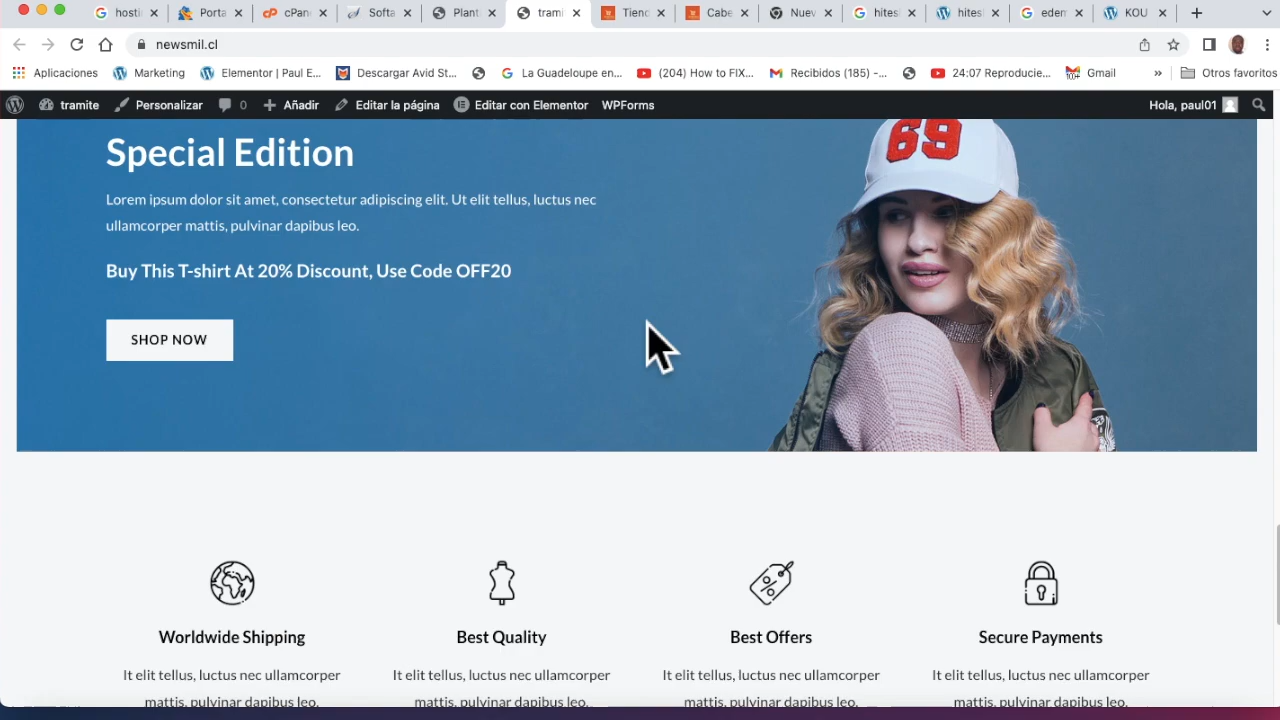 hosti
Porta
cPan
Softa
Plant
trami
Tienc
Cabe
Nuev
hitesl
hitesl
eden
KOU
newsmil.cl
Aplicaciones
Marketing
Elementor | Paul E...
Descargar Avid St...
La Guadeloupe en...
(204) How to FIX...
Recibidos (185) -...
24:07 Reproducie...
Gmail
»
Otros favoritos
tramite
Personalizar
0
Añadir
Editar la página
Editar con Elementor
WPForms
Hola, paul01
Special Edition
69
Lorem ipsum dolor sit amet, consectetur adipiscing elit. Ut elit tellus, luctus nec
ullamcorper mattis, pulvinar dapibus leo.
Buy This T-shirt At 20% Discount, Use Code OFF20
SHOP NOW
Worldwide Shipping
Best Quality
Best Offers
Secure Payments
It elit tellus, luctus nec ullamcorper
mattis, pulvinar dapibus leo.
It elit tellus, luctus nec ullamcorper
mattis, pulvinar dapibus leo.
It elit tellus, luctus nec ullamcorper
mattis, pulvinar dapibus leo.
It elit tellus, luctus nec ullamcorper
mattis, pulvinar dapibus leo.